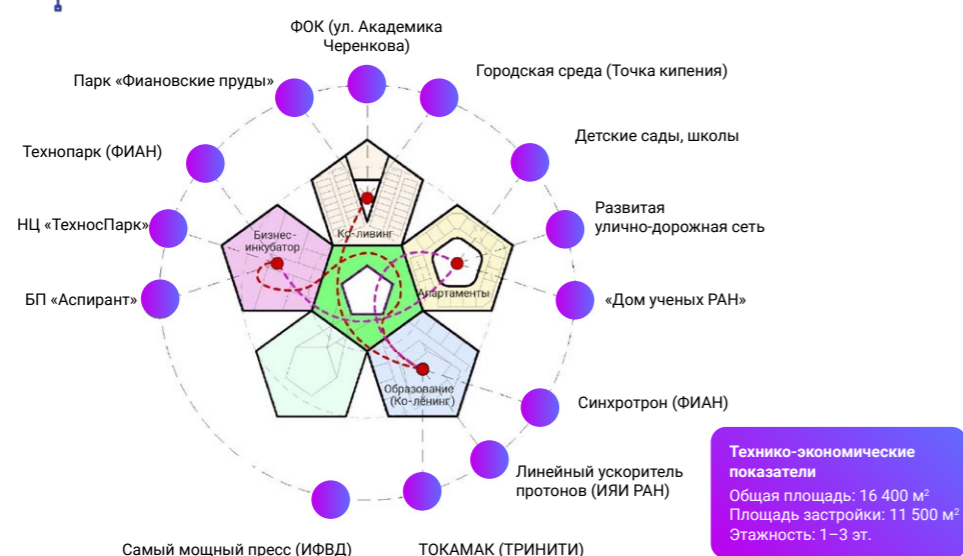 ФОК (ул. Академика
Черенкова)
Парк «Фиановские пруды»
Городская среда (Точка кипения)
Технопарк (ФИАН)
Детские сады, школы
НЦ «ТехносПарк»
Развитая
улично-дорожная сеть
БП «Аспирант»
«Дом ученых РАН»
Бизнес-
инкубатор
Ко-ливинг
Апартаменты
Образование
(Ко-лёнинг)
Синхротрон (ФИАН)
Линейный ускоритель
протонов (ИЯИ РАН)
Самый мощный пресс (ИФВД)
ТОКАМАК (ТРИНИТИ)
Технико-экономические
показатели
Общая площадь: 16 400 м²
Площадь застройки: 11 500 м²
Этажность: 1–3 эт.